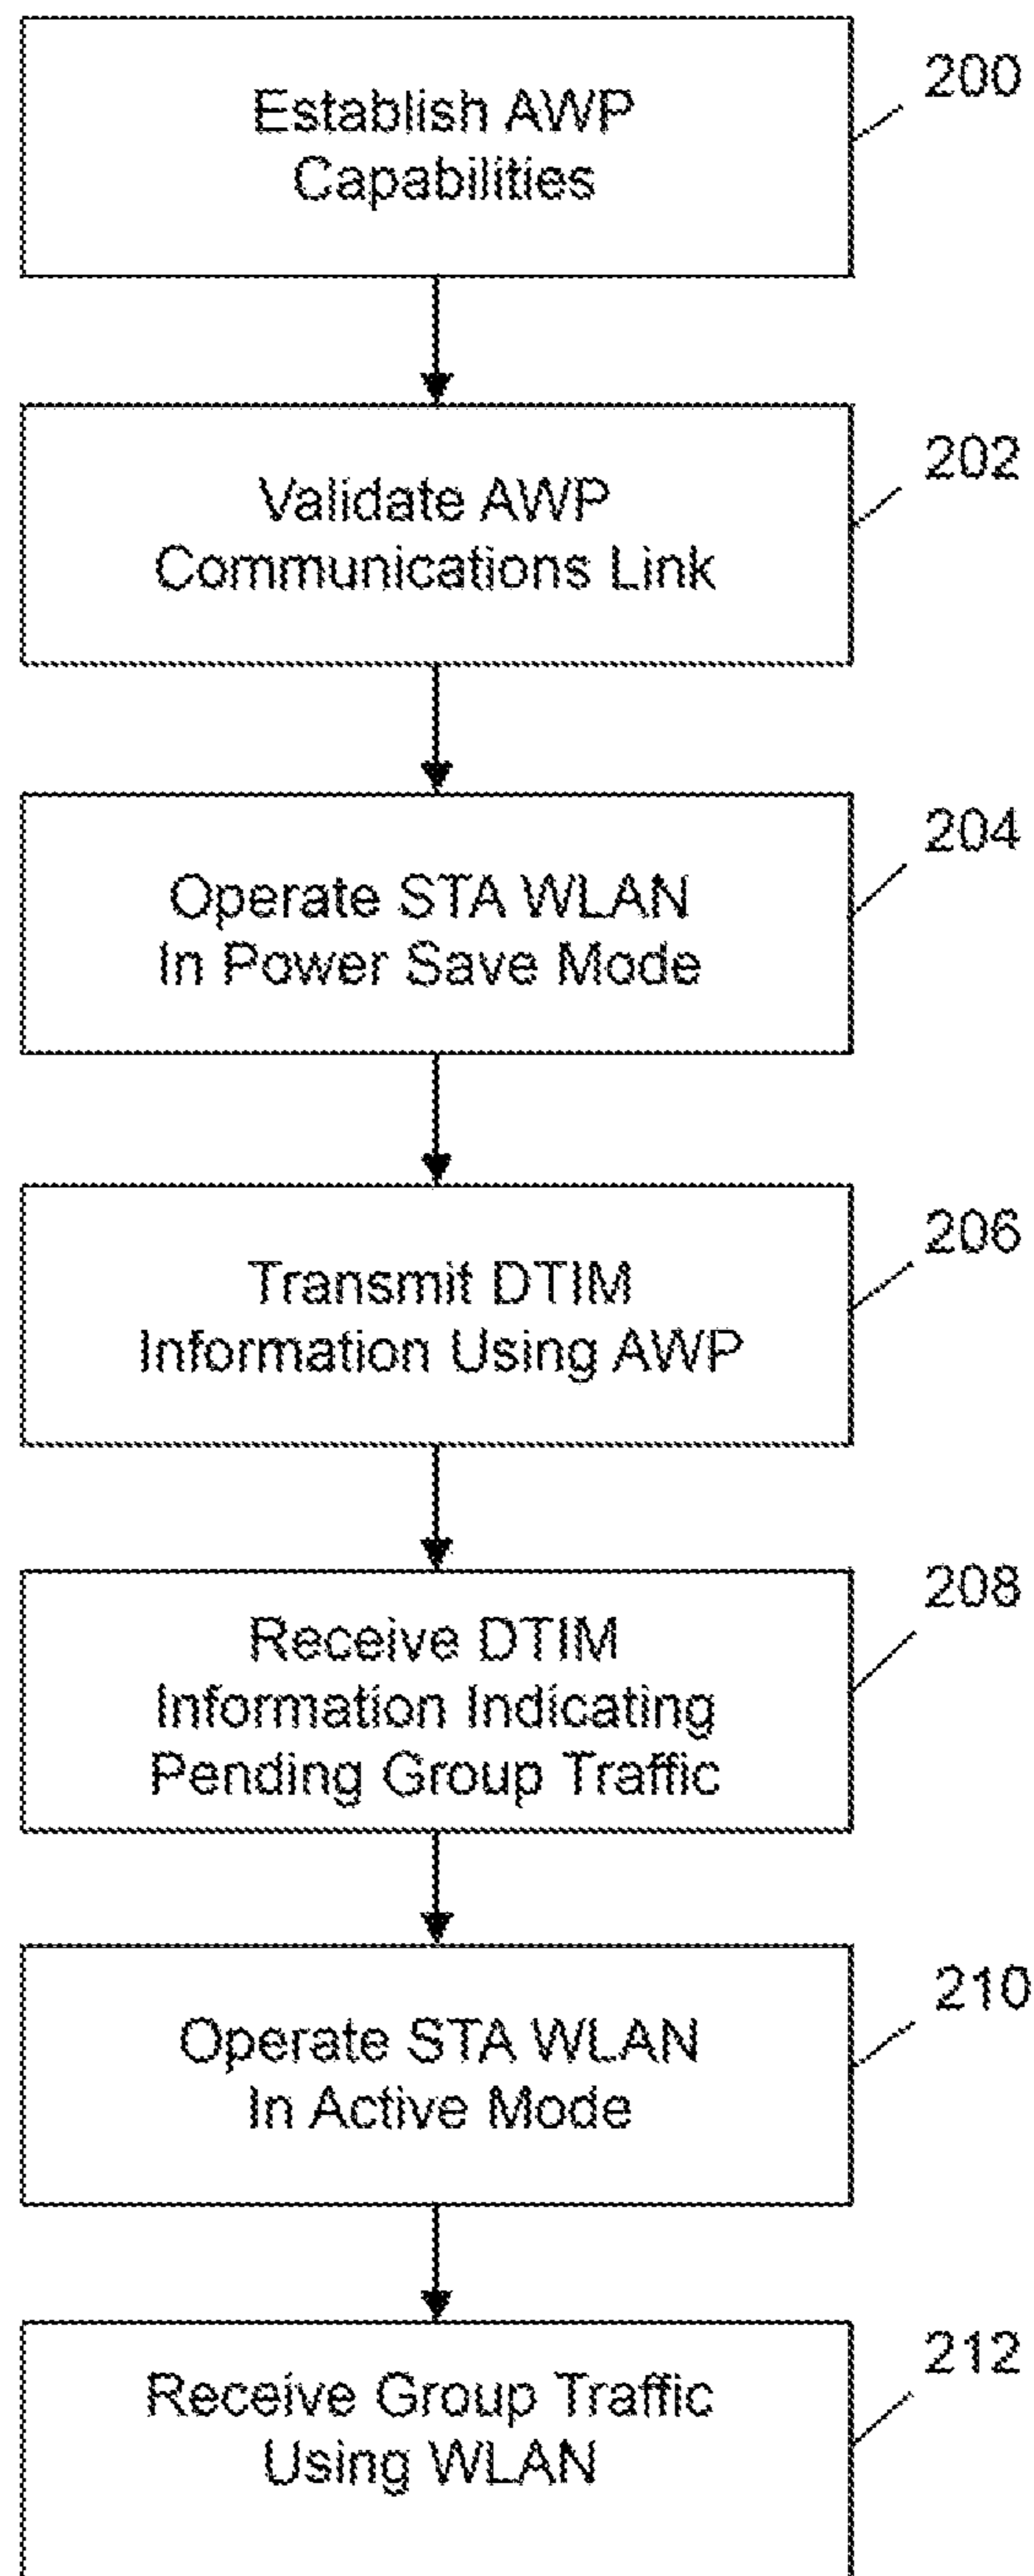 Establish AWP
Capabilities
200
Validate AWP
Communications Link
202
Operate STA WLAN
In Power Save Mode
204
Transmit DTIM
Information Using AWP
206
Receive DTIM
Information Indicating
Pending Group Traffic
208
Operate STA WLAN
In Active Mode
210
Receive Group Traffic
Using WLAN
212